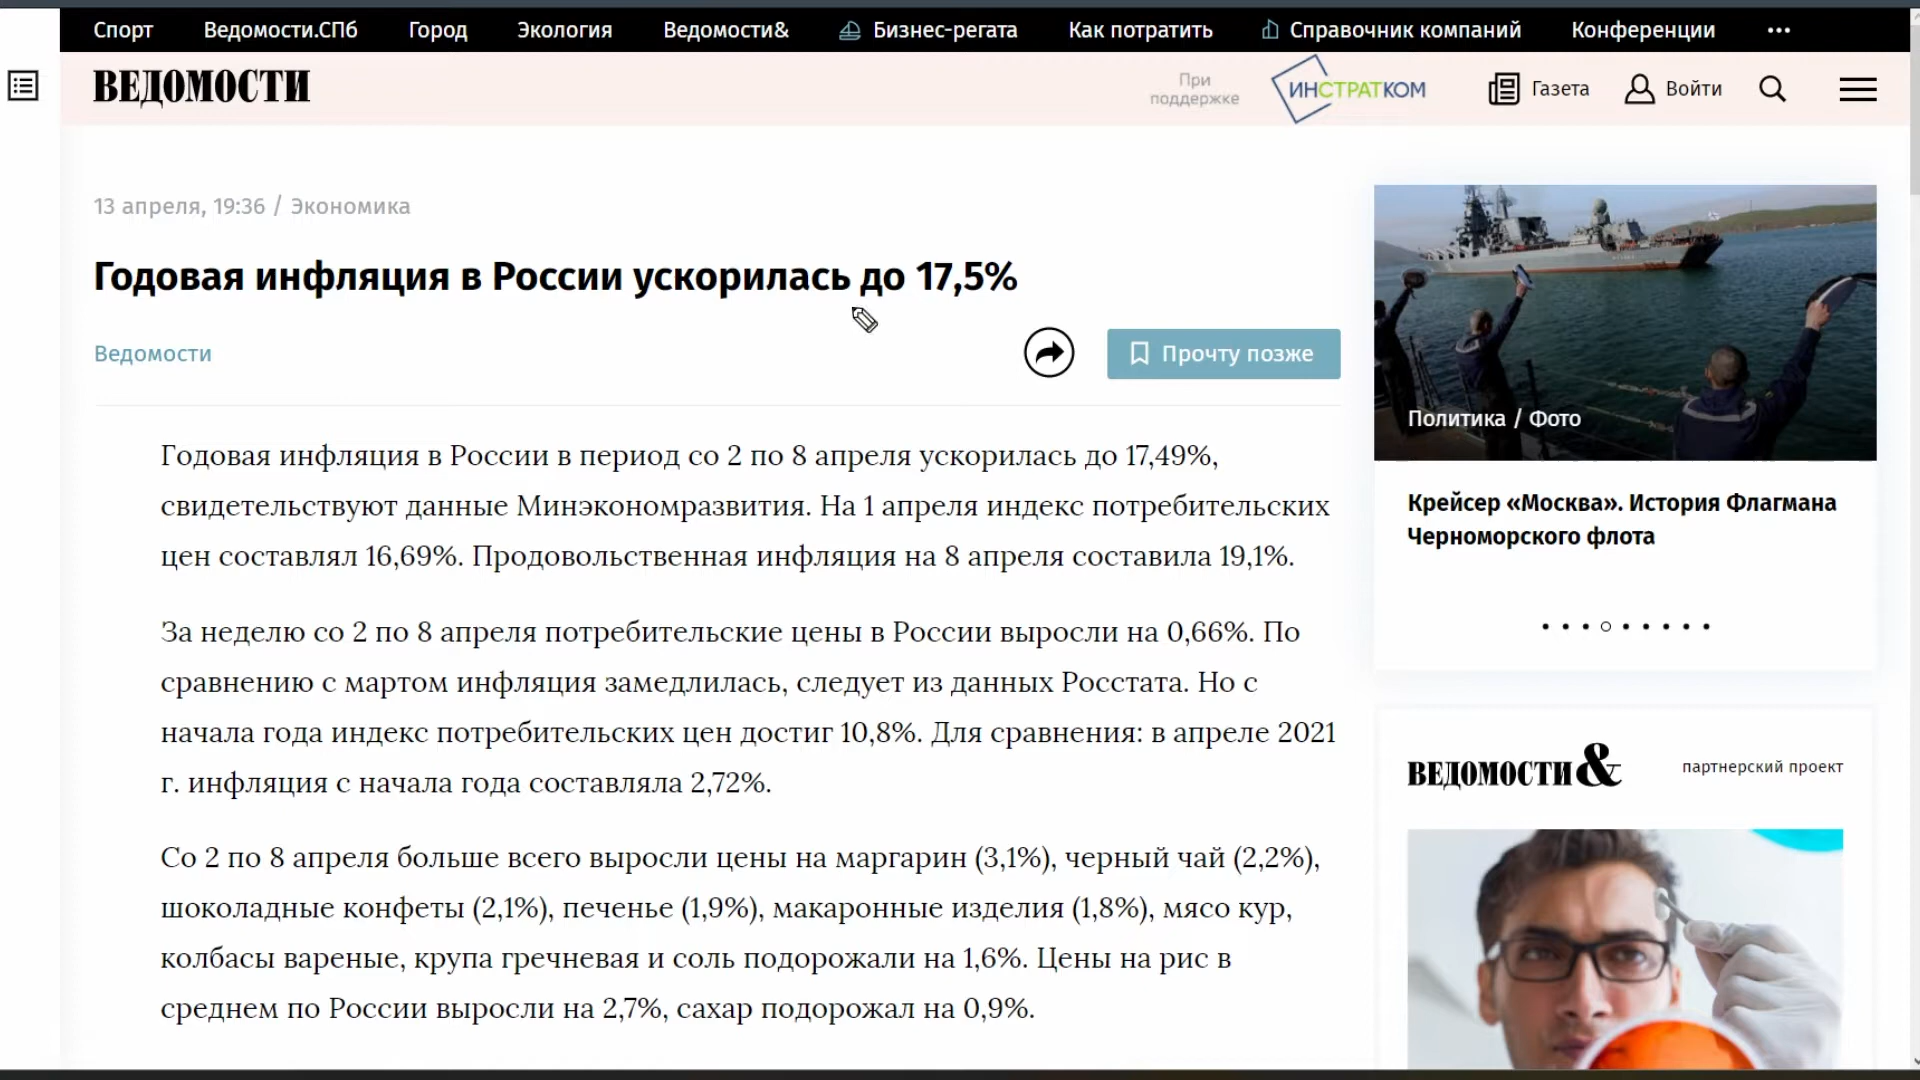 Спорт Ведомости.СПб Город Экология Ведомости& Бизнес-регата Как потратить Справочник компаний Конференции
ВЕДОМОСТИ
При
поддержке
ИНСТРАТКОМ
Газета
Войти
13 апреля, 19:36 / Экономика
Годовая инфляция в России ускорилась до 17,5%
Ведомости
Прочту позже
Годовая инфляция в России в период со 2 по 8 апреля ускорилась до 17,49%,
свидетельствуют данные Минэкономразвития. На 1 апреля индекс потребительских
цен составлял 16,69%. Продовольственная инфляция на 8 апреля составила 19,1%.
За неделю со 2 по 8 апреля потребительские цены в России выросли на 0,66%. По
сравнению с мартом инфляция замедлилась, следует из данных Росстата. Но с
начала года индекс потребительских цен достиг 10,8%. Для сравнения: в апреле 2021
г. инфляция с начала года составляла 2,72%.
Со 2 по 8 апреля больше всего выросли цены на маргарин (3,1%), черный чай (2,2%),
шоколадные конфеты (2,1%), печенье (1,9%), макаронные изделия (1,8%), мясо кур,
колбасы вареные, крупа гречневая и соль подорожали на 1,6%. Цены на рис в
среднем по России выросли на 2,7%, сахар подорожал на 0,9%.
Политика / Фото
Крейсер «Москва». История Флагмана
Черноморского флота
ВЕДОМОСТИ&
партнерский проект